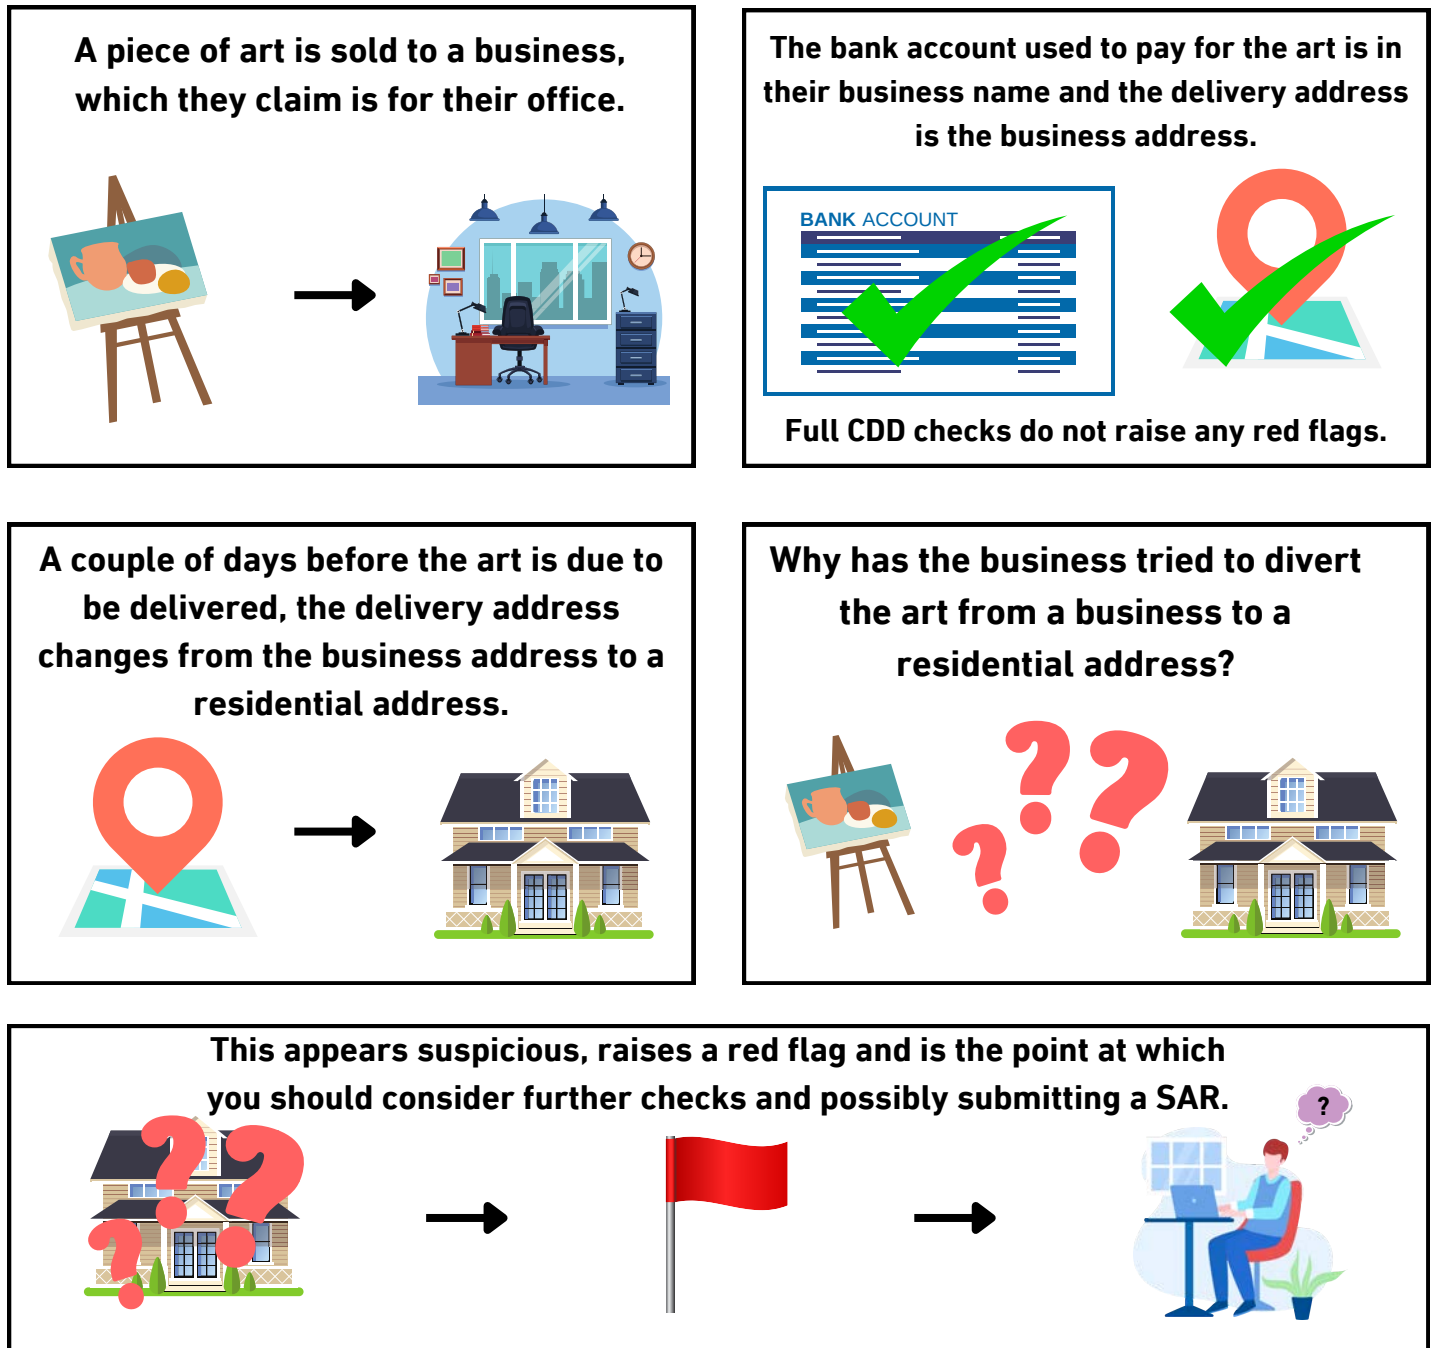 A piece of art is sold to a business,
which they claim is for their office.
The bank account used to pay for the art is in
their business name and the delivery address
is the business address.
BANK ACCOUNT
Full CDD checks do not raise any red flags.
A couple of days before the art is due to
be delivered, the delivery address
changes from the business address to a
residential address.
Why has the business tried to divert
the art from a business to a
residential address?
???
This appears suspicious, raises a red flag and is the point at which
you should consider further checks and possibly submitting a SAR.
???
?